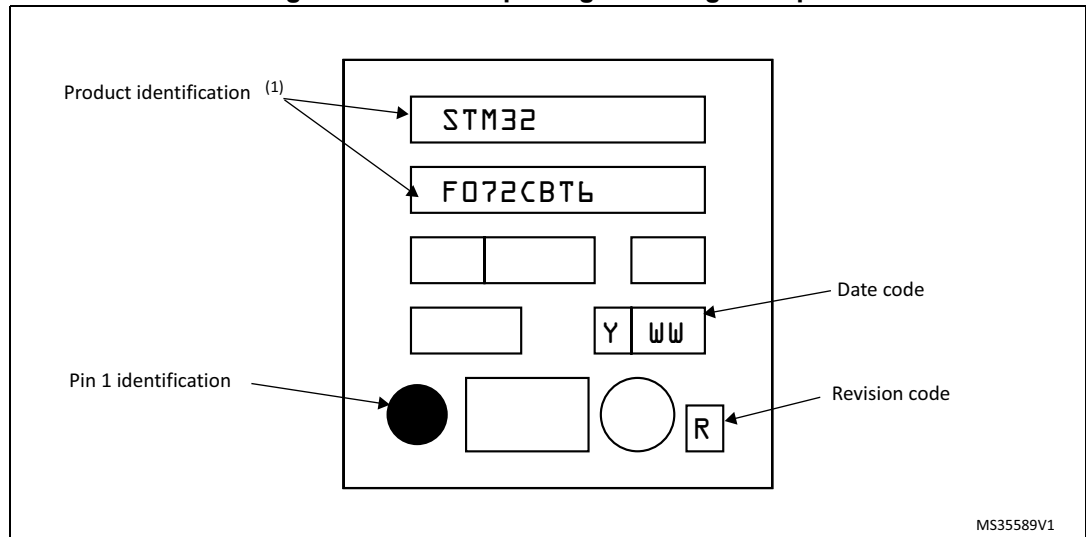 Product identification (1)
STM32
F072CBT6
Date code
Y WW
Pin 1 identification
Revision code
R
MS35589V1